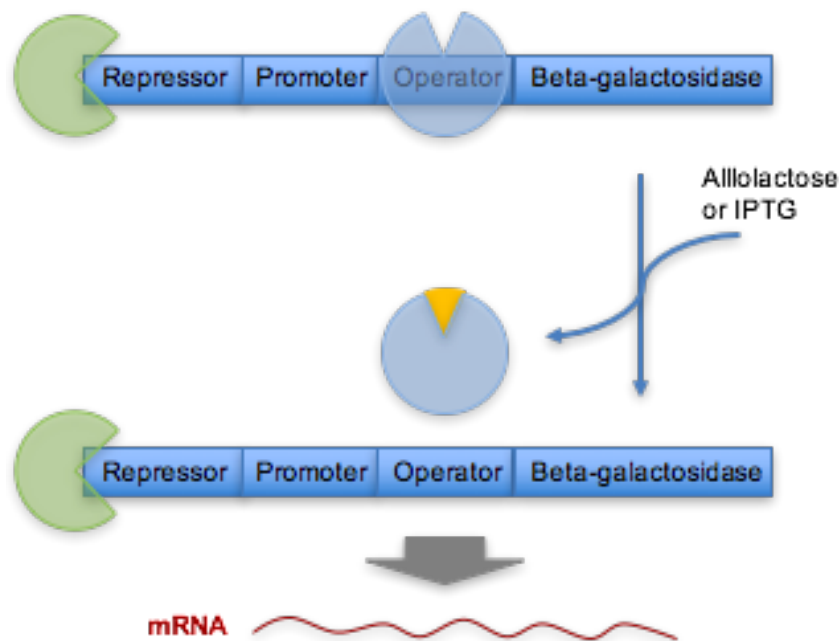 Repressor Promoter Operator Beta-galactosidase
Alllolactose
or IPTG
Repressor Promoter Operator Beta-galactosidase
mRNA